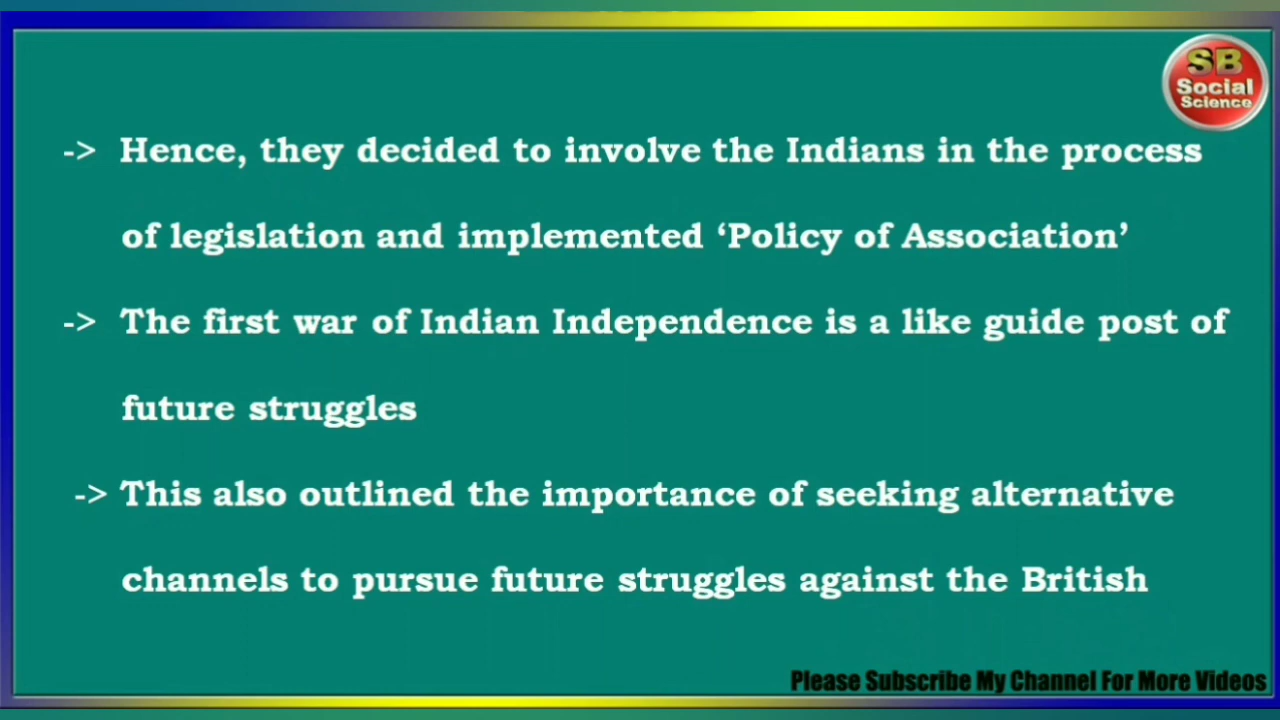 SB
Social
Science
-> Hence, they decided to involve the Indians in the process
of legislation and implemented ‘Policy of Association’
-> The first war of Indian Independence is a like guide post of
future struggles
-> This also outlined the importance of seeking alternative
channels to pursue future struggles against the British
Please Subscribe My Channel For More Videos